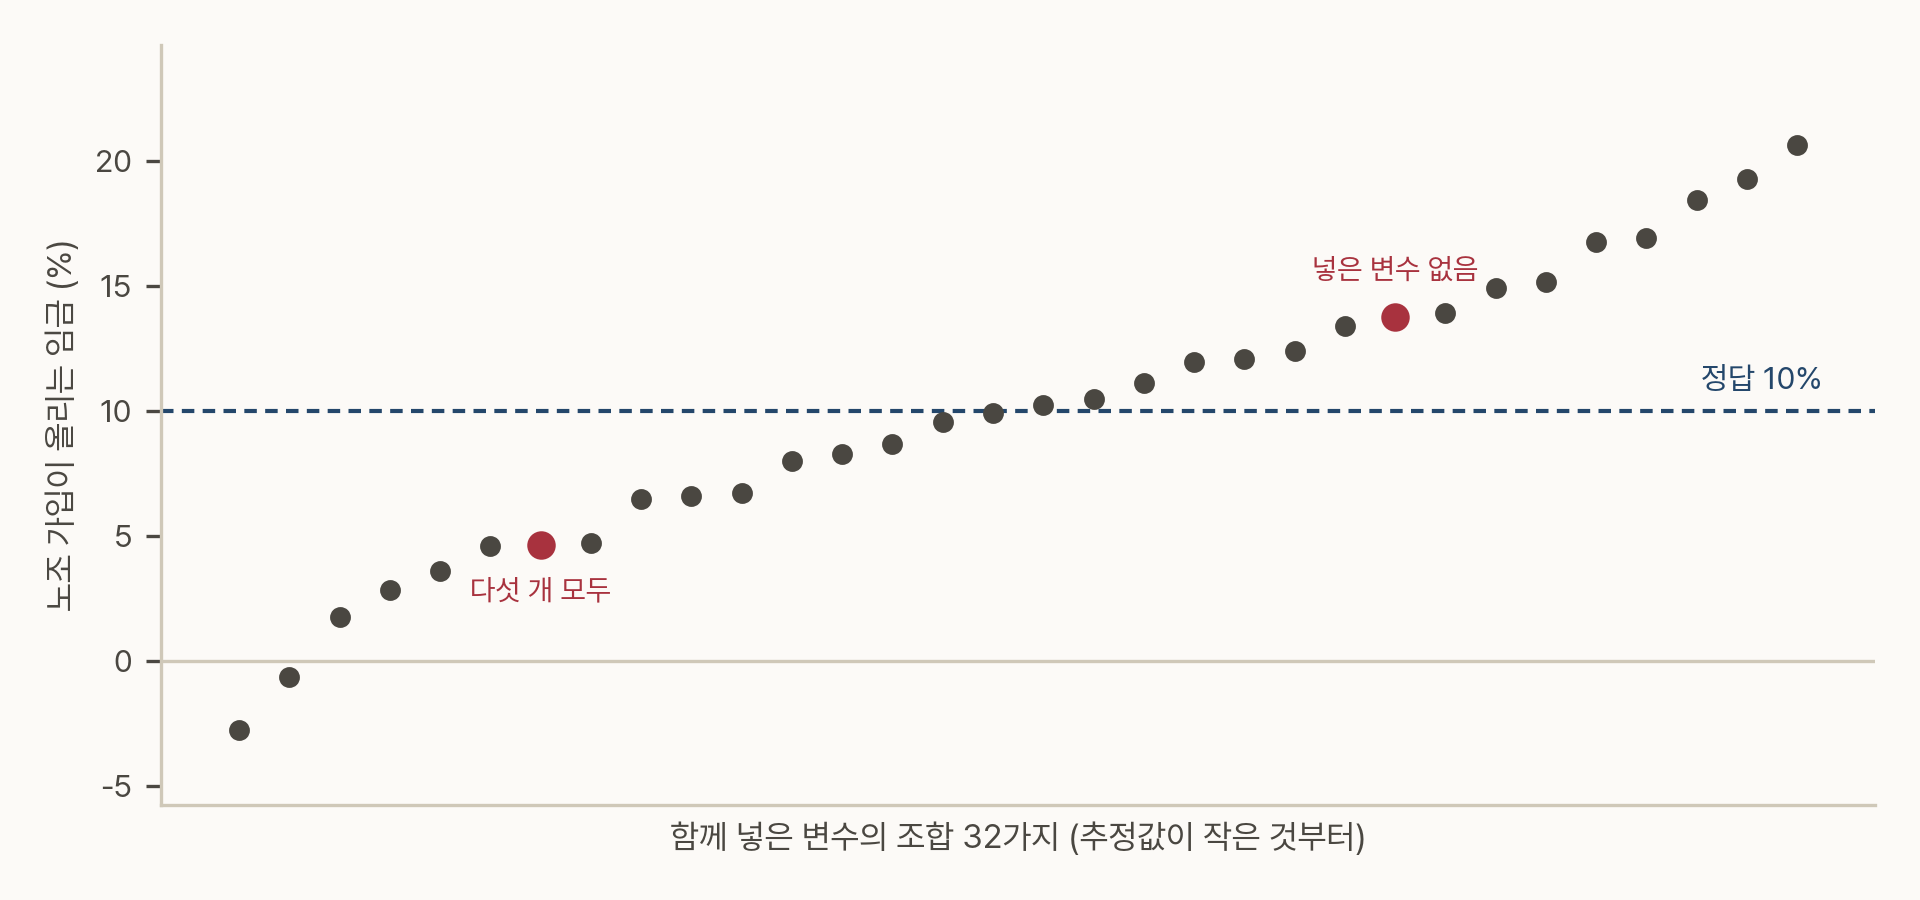 노조 가입이 올리는 임금 (%)
20
15
10
5
0
-5
넣은 변수 없음
정답 10%
다섯 개 모두
함께 넣은 변수의 조합 32가지 (추정값이 작은 것부터)